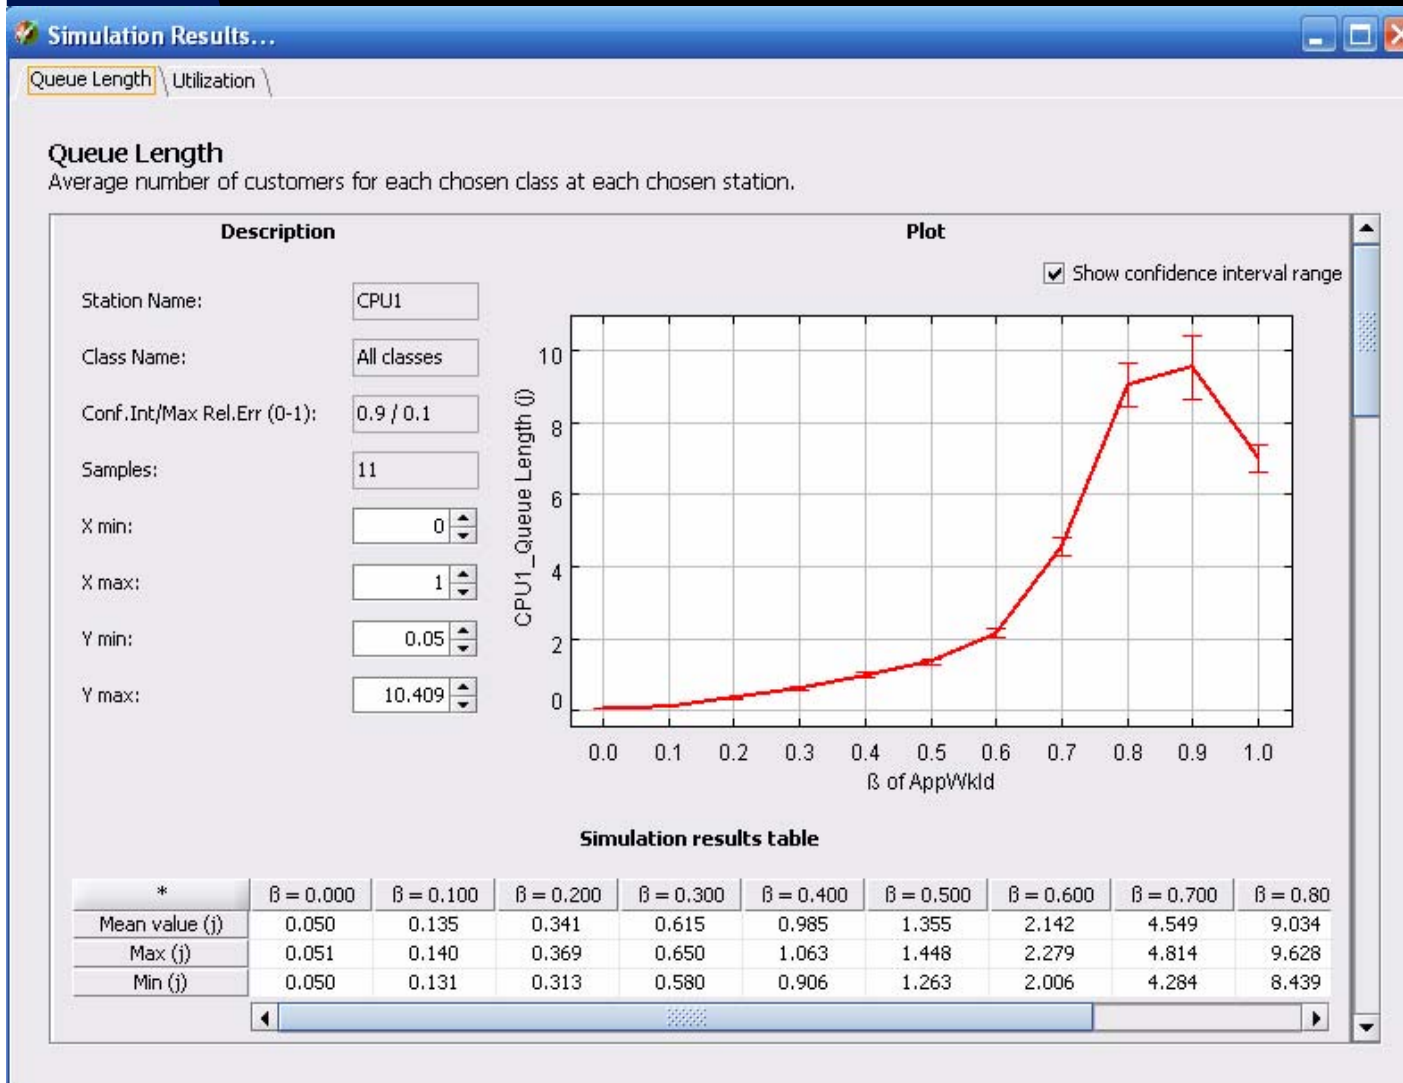 Simulation Results...
Queue Length Utilization
Queue Length
Average number of customers for each chosen class at each chosen station.
Description
Plot
Show confidence interval range
Station Name: CPU1
Class Name: All classes
Conf.Int/Max Rel.Err (0-1): 0.9 / 0.1
Samples: 11
X min: 0
X max: 1
Y min: 0.05
Y max: 10.409
CPU1_Queue Length (j)
10
8
6
4
2
0
0.0 0.1 0.2 0.3 0.4 0.5 0.6 0.7 0.8 0.9 1.0
ß of AppWkld
Simulation results table
* ß = 0.000 ß = 0.100 ß = 0.200 ß = 0.300 ß = 0.400 ß = 0.500 ß = 0.600 ß = 0.700 ß = 0.80
Mean value (j) 0.050 0.135 0.341 0.615 0.985 1.355 2.142 4.549 9.034
Max (j) 0.051 0.140 0.369 0.650 1.063 1.448 2.279 4.814 9.628
Min (j) 0.050 0.131 0.313 0.580 0.906 1.263 2.006 4.284 8.439